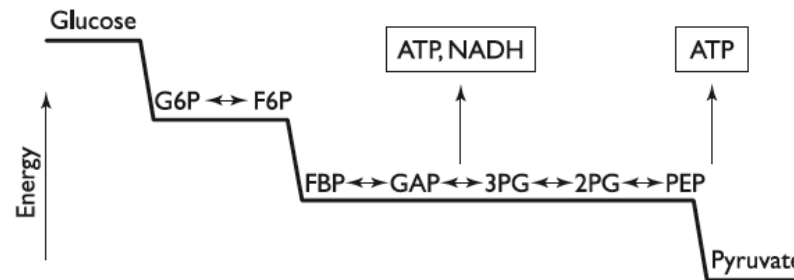 Glucose
ATP, NADH
ATP
G6P ↔ F6P
FBP↔GAP↔3PG↔2PG↔PEP
Energy
Pyruvate